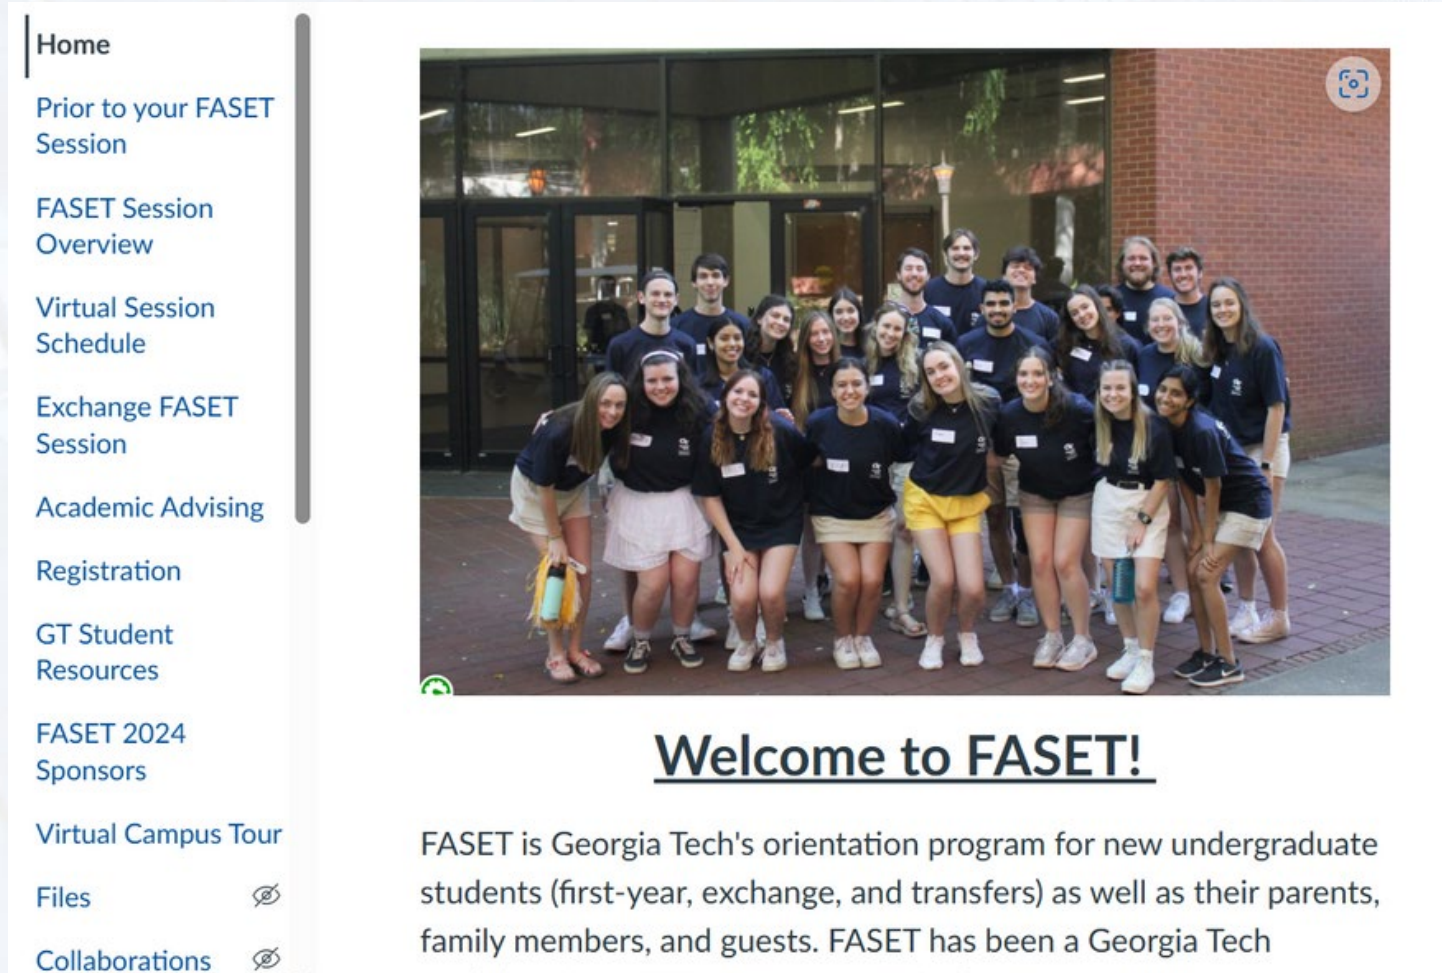 Home
Prior to your FASET
Session
FASET Session
Overview
Virtual Session
Schedule
Exchange FASET
Session
Academic Advising
Registration
GT Student
Resources
FASET 2024
Sponsors
Virtual Campus Tour
Files
Collaborations
Welcome to FASET!
FASET is Georgia Tech's orientation program for new undergraduate
students (first-year, exchange, and transfers) as well as their parents,
family members, and guests. FASET has been a Georgia Tech